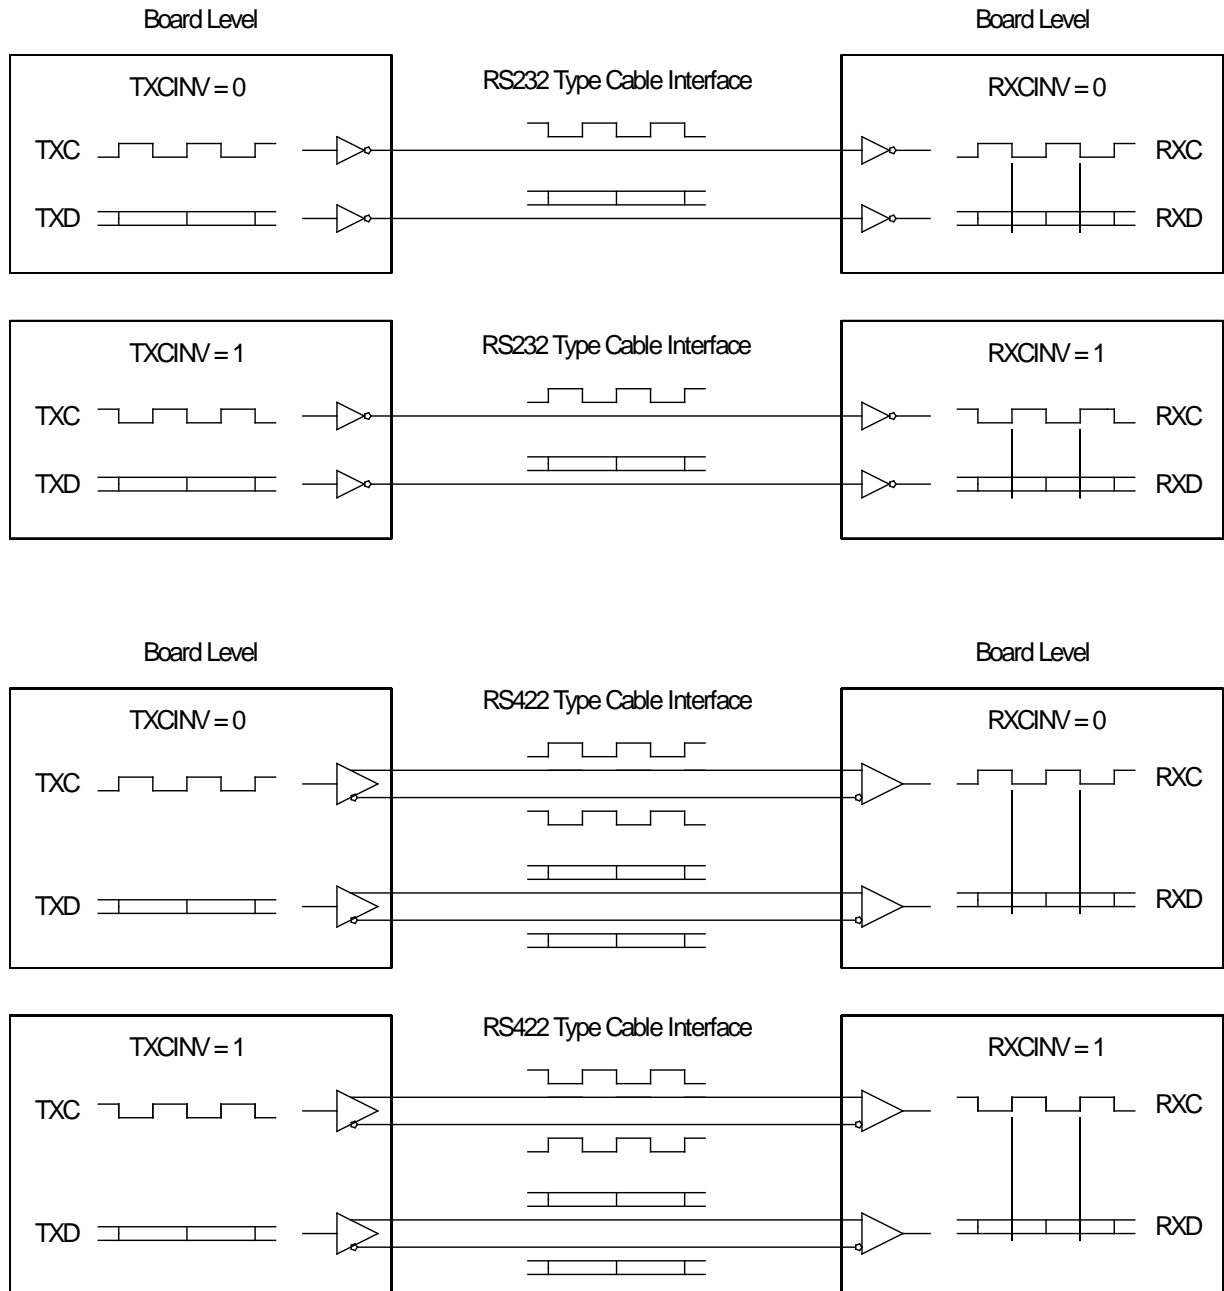 Board Level
Board Level
TXCINV = 0
RS232 Type Cable Interface
RXCINV = 0
TXC
RXC
TXD
RXD
TXCINV = 1
RS232 Type Cable Interface
RXCINV = 1
TXC
RXC
TXD
RXD
Board Level
Board Level
TXCINV = 0
RS422 Type Cable Interface
RXCINV = 0
TXC
RXC
TXD
RXD
TXCINV = 1
RS422 Type Cable Interface
RXCINV = 1
TXC
RXC
TXD
RXD